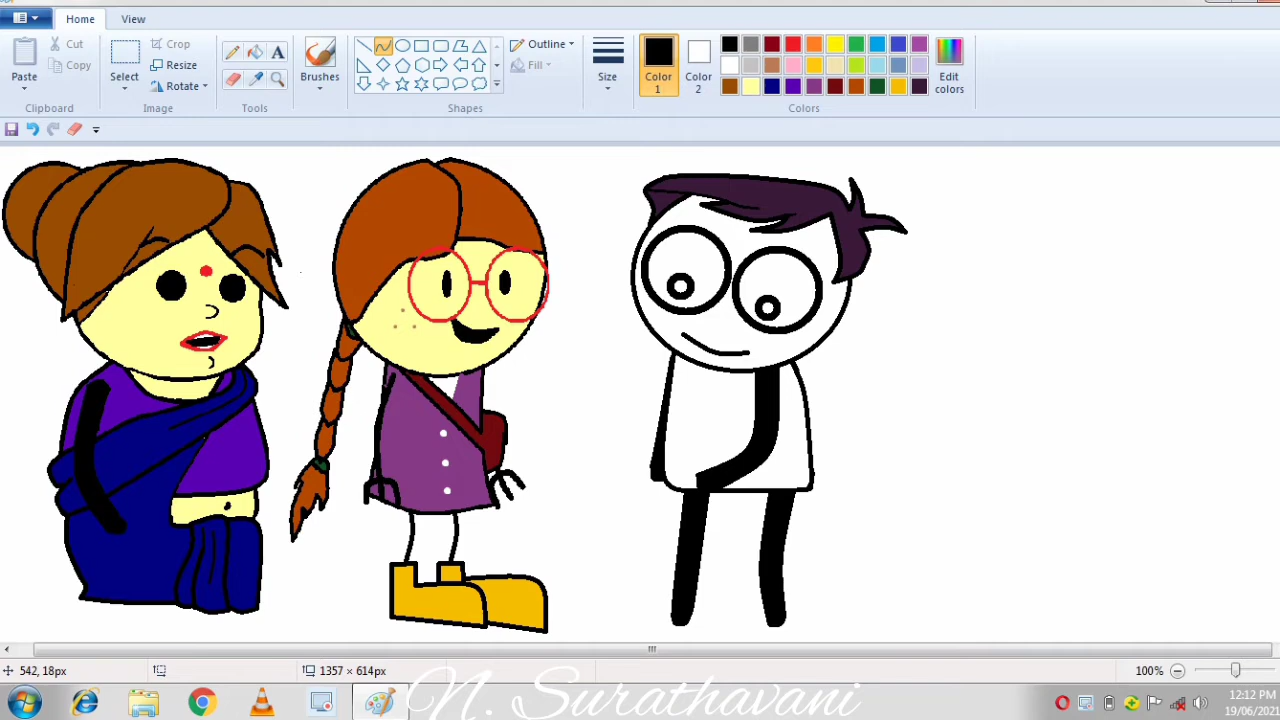 Home View
Cut
Copy
Paste
Clipboard
Crop
Resize
Rotate
Select
Image
A
Tools
Brushes
Outline
Fill
Shapes
Size
Color 1
Color 2
Edit colors
Colors
542, 18px
1357 × 614px
100%
N. Surathavani
12:12 PM
19/06/2021